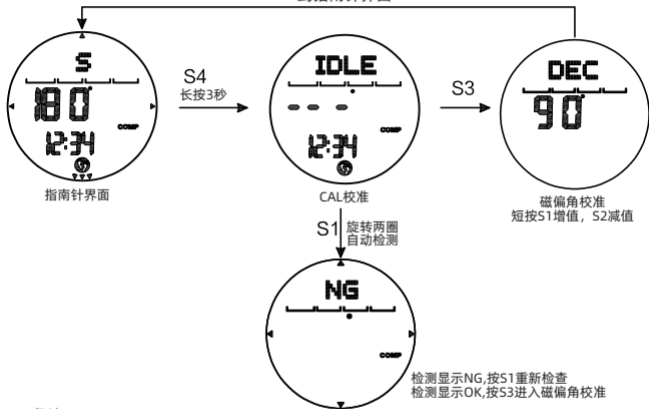 S
180°
COMP
12:34
指南针界面
S4
长按3秒
IDLE
- - -
COMP
12:34
CAL校准
S3
DEC
90°
磁偏角校准
短按S1增值，S2减值
S1
旋转两圈
自动检测
NG
COMP
检测显示NG,按S1重新检查
检测显示OK,按S3进入磁偏角校准